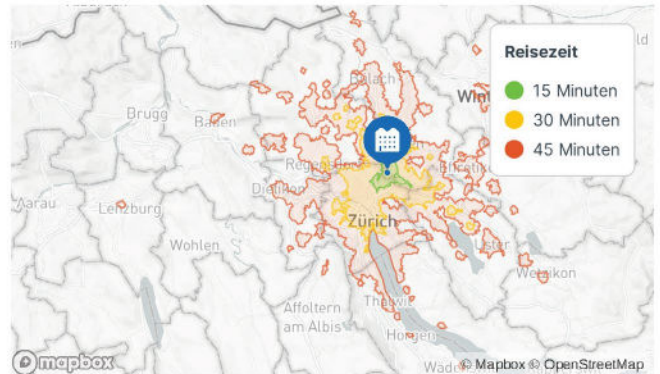 Reisezeit
15 Minuten
30 Minuten
45 Minuten
Bülach
Brugg
Baden
Dietikon
Aarau
Lenzburg
Zürich
Wohlen
Uster
Wetzikon
Affoltern
am Albis
Thalwil
Horgen
mapbox
© Mapbox © OpenStreetMap